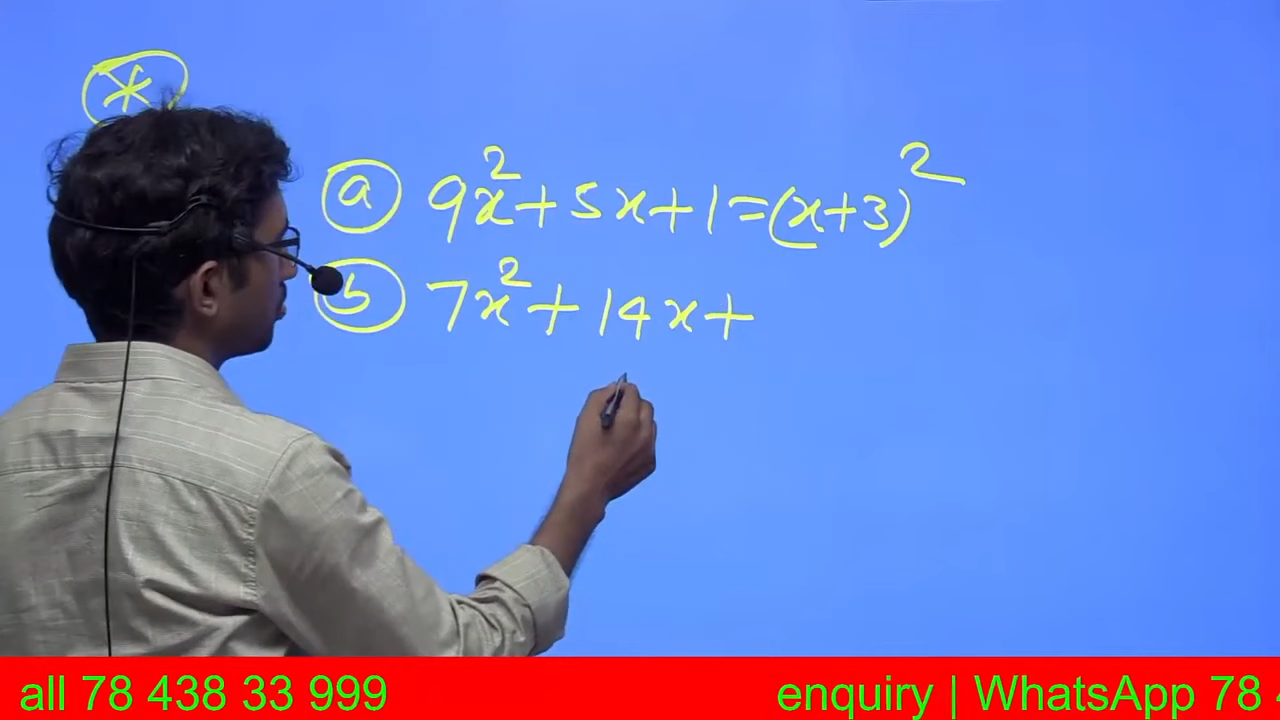 *
a 9x²+5x+1=(x+3)²
b 7x²+14x+
all 78 438 33 999
enquiry | WhatsApp 78